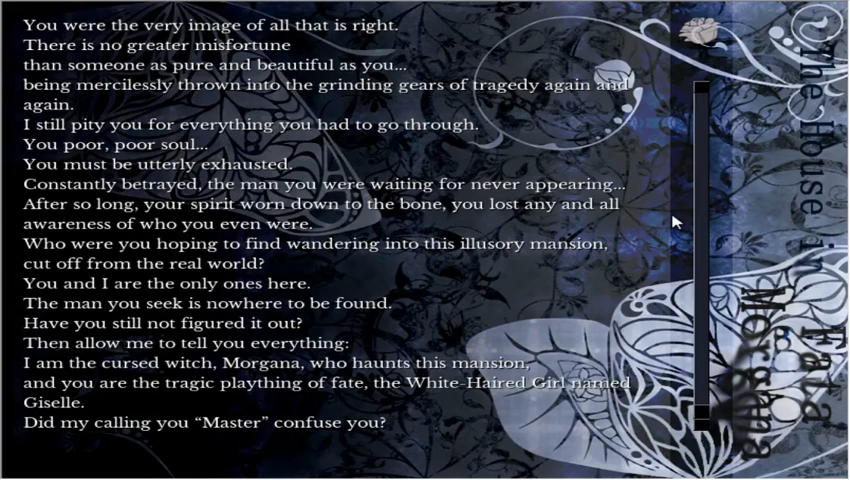 You were the very image of all that is right.
There is no greater misfortune
than someone as pure and beautiful as you...
being mercilessly thrown into the grinding gears of tragedy again and
again.
I still pity you for everything you had to go through.
You poor, poor soul...
You must be utterly exhausted.
Constantly betrayed, the man you were waiting for never appearing...
After so long, your spirit worn down to the bone, you lost any and all
awareness of who you even were.
Who were you hoping to find wandering into this illusory mansion,
cut off from the real world?
You and I are the only ones here.
The man you seek is nowhere to be found.
Have you still not figured it out?
Then allow me to tell you everything:
I am the cursed witch, Morgana, who haunts this mansion,
and you are the tragic plaything of fate, the White-Haired Girl named
Giselle.
Did my calling you “Master” confuse you?
The House in
Fata
Morgana